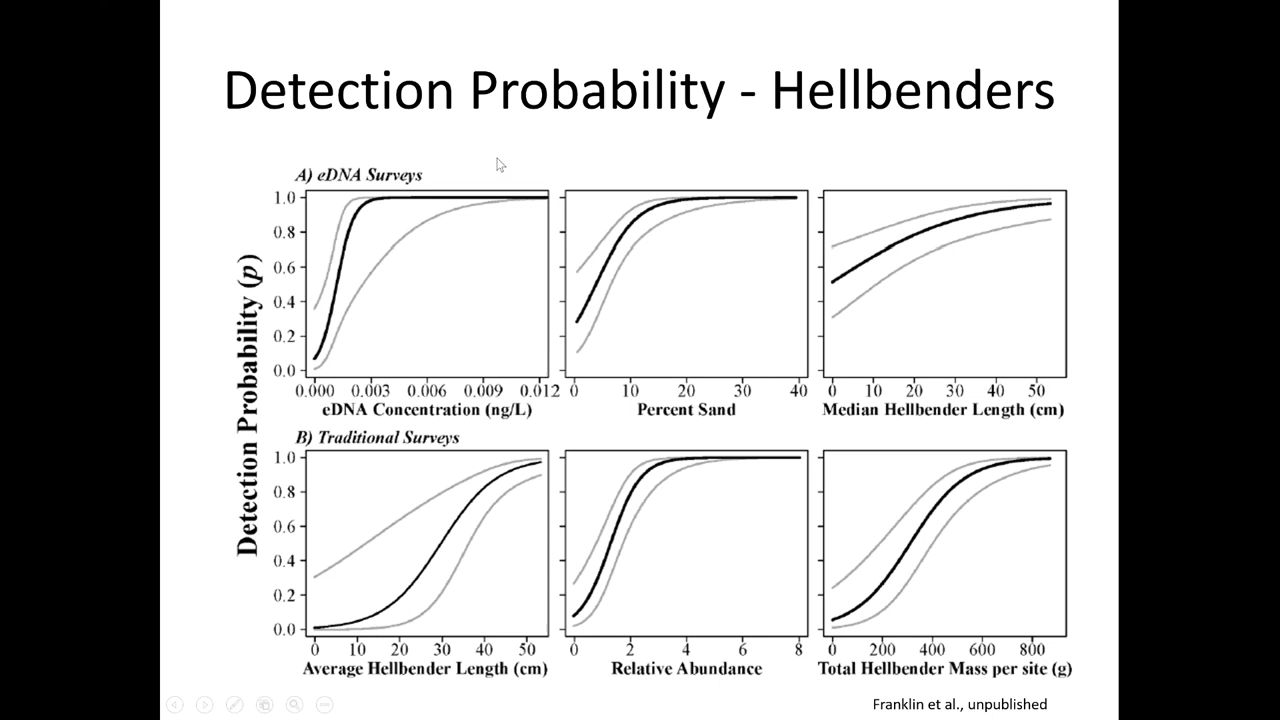 Detection Probability - Hellbenders
A) eDNA Surveys
Detection Probability (p)
1.0
0.8
0.6
0.4
0.2
0.0
0.000 0.003 0.006 0.009 0.012
eDNA Concentration (ng/L)
0 10 20 30 40
Percent Sand
0 10 20 30 40 50
Median Hellbender Length (cm)
B) Traditional Surveys
1.0
0.8
0.6
0.4
0.2
0.0
0 10 20 30 40 50
Average Hellbender Length (cm)
0 2 4 6 8
Relative Abundance
0 200 400 600 800
Total Hellbender Mass per site (g)
Franklin et al., unpublished